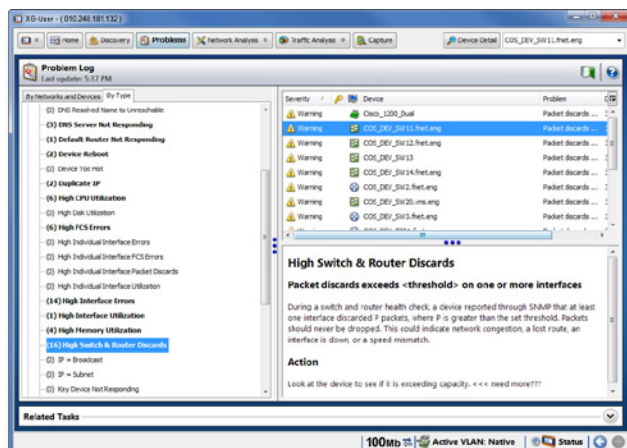 XG-User - ( 010.248.181.132 )
Home Discovery Problems Network Analysis Traffic Analysis Capture Device Detail COS_DEV_SW11.fnet.eng
Problem Log
Last update: 5:37 PM
By Networks and Devices By Type
(0) DNS Resolved Name to Unreachable
(3) DNS Server Not Responding
(1) Default Router Not Responding
(2) Device Reboot
(0) Device Too Hot
(2) Duplicate IP
(6) High CPU Utilization
(0) High Disk Utilization
(6) High FCS Errors
(0) High Individual Interface Errors
(0) High Individual Interface FCS Errors
(0) High Individual Interface Packet Discards
(0) High Individual Interface Utilization
(14) High Interface Errors
(1) High Interface Utilization
(4) High Memory Utilization
(16) High Switch & Router Discards
(0) IP = Broadcast
(0) IP = Subnet
(0) Key Device Not Responding
Severity Device Problem
Warning Cisco_1200_Dual Packet discards ...
Warning COS_DEV_SW11.fnet.eng Packet discards ...
Warning COS_DEV_SW12.fnet.eng Packet discards ...
Warning COS_DEV_SW13 Packet discards ...
Warning COS_DEV_SW14.fnet.eng Packet discards ...
Warning COS_DEV_SW2.fnet.eng Packet discards ...
Warning COS_DEV_SW20.vns.eng Packet discards ...
Warning COS_DEV_SW3.fnet.eng Packet discards ...
High Switch & Router Discards
Packet discards exceeds <threshold> on one or more interfaces
During a switch and router health check, a device reported through SNMP that at least
one interface discarded P packets, where P is greater than the set threshold. Packets
should never be dropped. This could indicate network congestion, a lost route, an
interface is down, or a speed mismatch.
Action
Look at the device to see if it is exceeding capacity. <<< need more???
Related Tasks
100Mb Active VLAN: Native Status